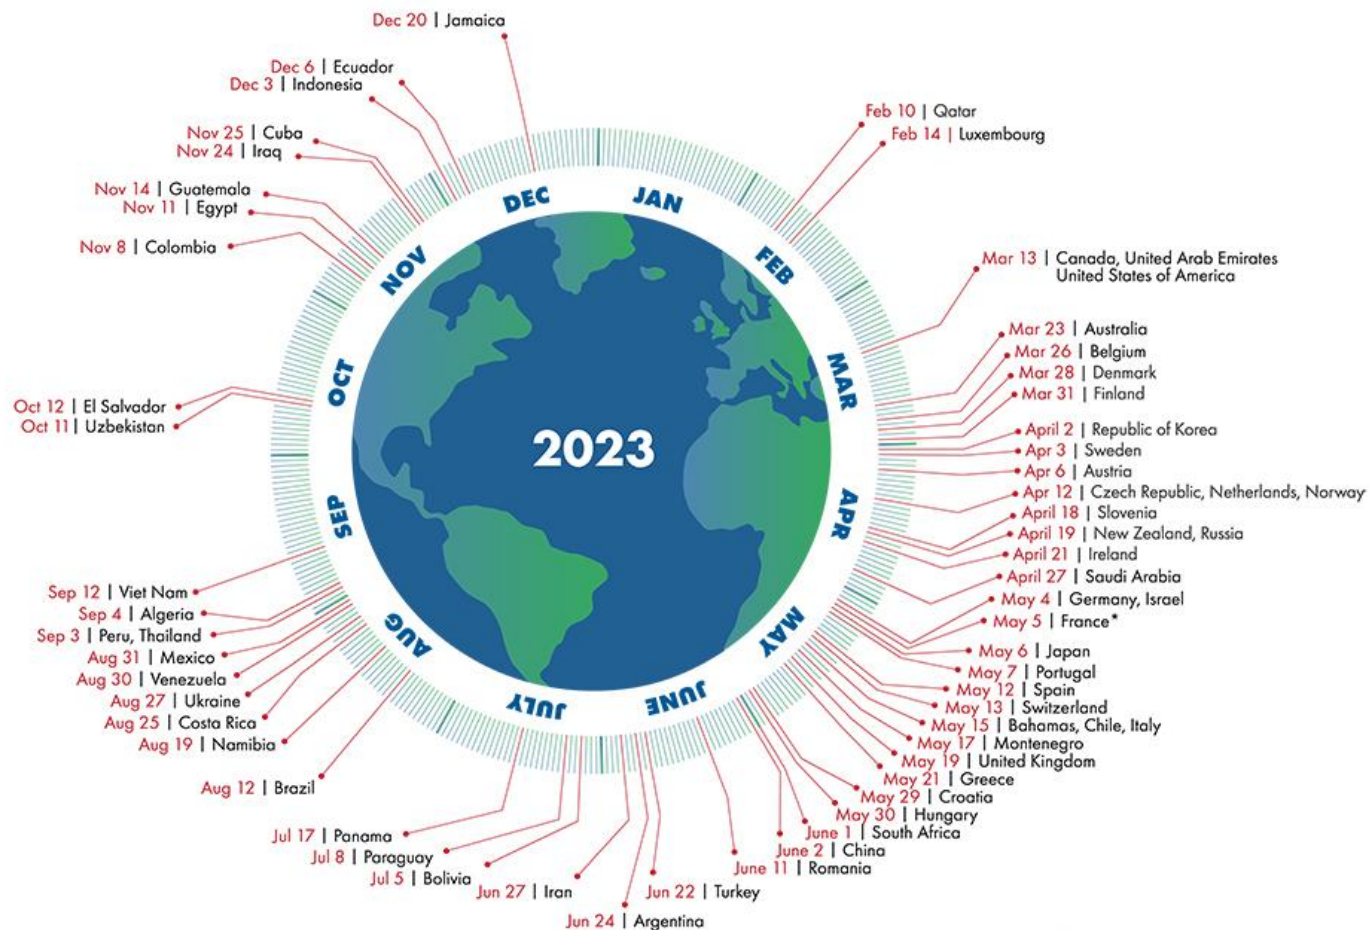 Dec 20 | Jamaica
Dec 6 | Ecuador
Dec 3 | Indonesia
Nov 25 | Cuba
Nov 24 | Iraq
Nov 14 | Guatemala
Nov 11 | Egypt
Nov 8 | Colombia
Oct 12 | El Salvador
Oct 11 | Uzbekistan
Sep 12 | Viet Nam
Sep 4 | Algeria
Sep 3 | Peru, Thailand
Aug 31 | Mexico
Aug 30 | Venezuela
Aug 27 | Ukraine
Aug 25 | Costa Rica
Aug 19 | Namibia
Aug 12 | Brazil
Jul 17 | Panama
Jul 8 | Paraguay
Jul 5 | Bolivia
Jun 27 | Iran
Jun 24 | Argentina
Jun 22 | Turkey
Feb 10 | Qatar
Feb 14 | Luxembourg
Mar 13 | Canada, United Arab Emirates
United States of America
Mar 23 | Australia
Mar 26 | Belgium
Mar 28 | Denmark
Mar 31 | Finland
April 2 | Republic of Korea
Apr 3 | Sweden
Apr 6 | Austria
Apr 12 | Czech Republic, Netherlands, Norway
April 18 | Slovenia
April 19 | New Zealand, Russia
April 21 | Ireland
April 27 | Saudi Arabia
May 4 | Germany, Israel
May 5 | France*
May 6 | Japan
May 7 | Portugal
May 12 | Spain
May 13 | Switzerland
May 15 | Bahamas, Chile, Italy
May 17 | Montenegro
May 19 | United Kingdom
May 21 | Greece
May 29 | Croatia
May 30 | Hungary
June 1 | South Africa
June 2 | China
June 11 | Romania
JAN
FEB
MAR
APR
MAY
JUNE
JULY
AUG
SEP
OCT
NOV
DEC
2023